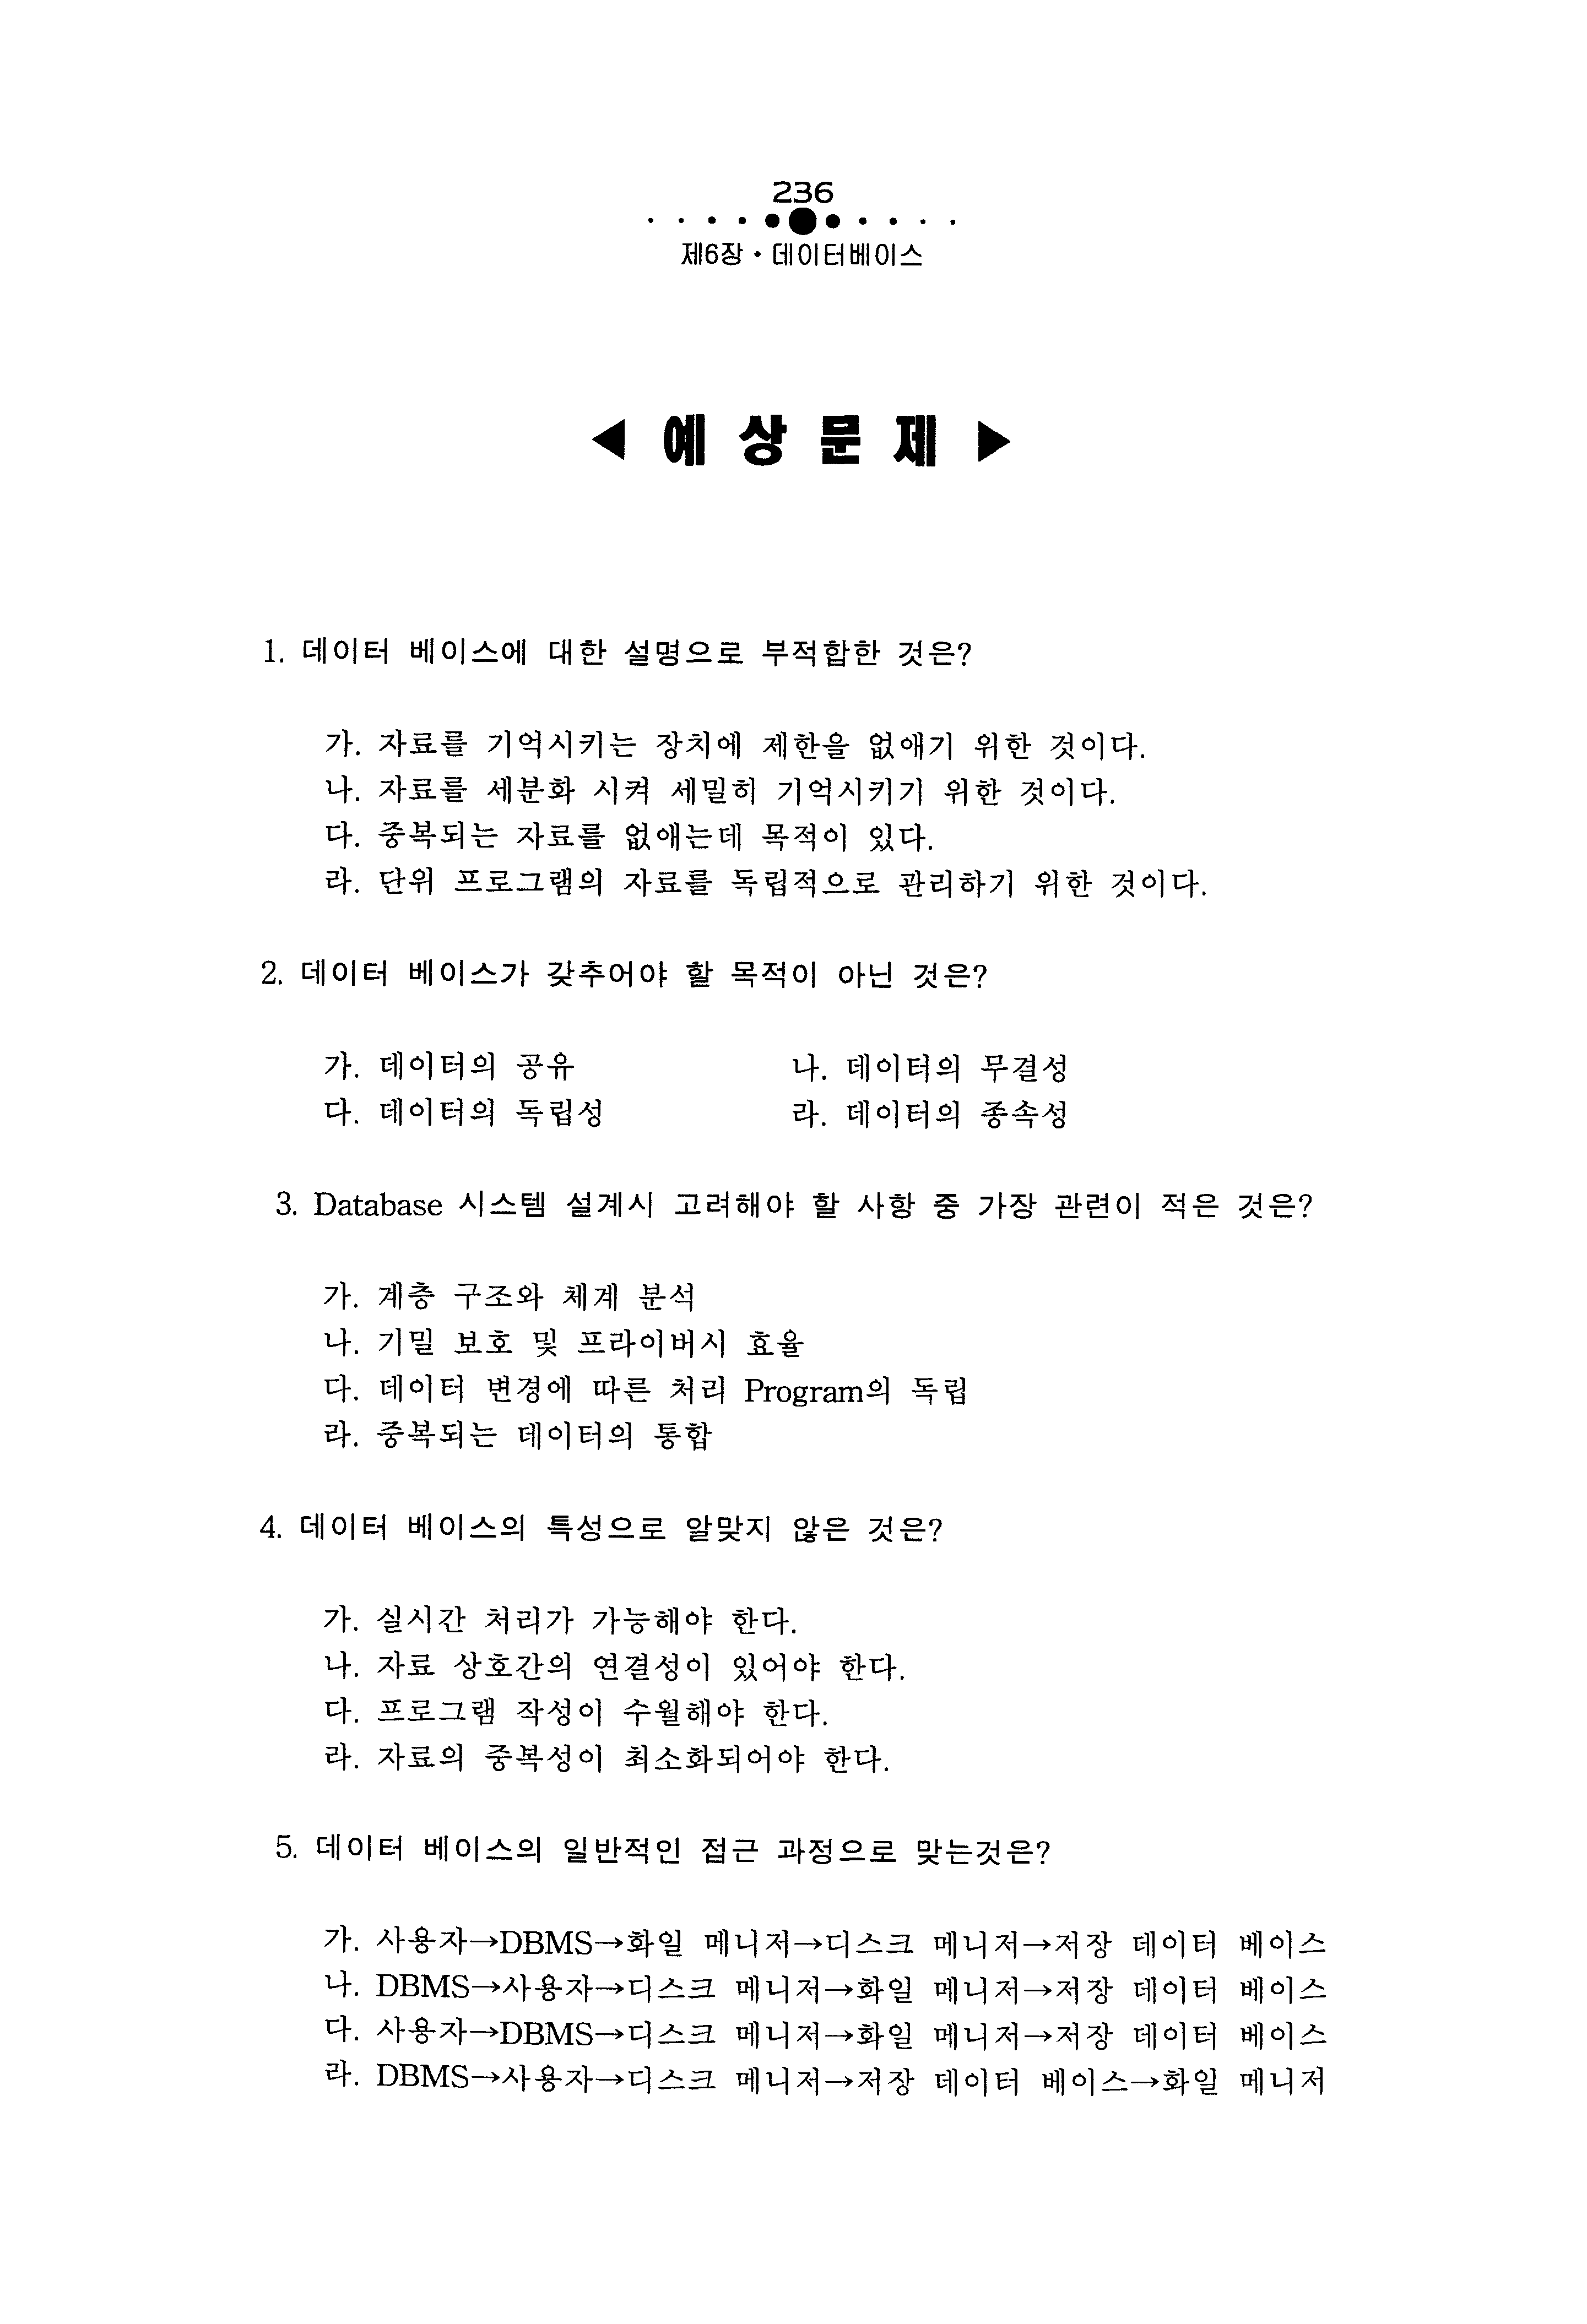 236
제6장 • 데이터베이스
◀ 예 상 문 제 ▶
1. 데이터 베이스에 대한 설명으로 부적합한 것은?
가. 자료를 기억시키는 장치에 제한을 없애기 위한 것이다.
나. 자료를 세분화 시켜 세밀히 기억시키기 위한 것이다.
다. 중복되는 자료를 없애는데 목적이 있다.
라. 단위 프로그램의 자료를 독립적으로 관리하기 위한 것이다.
2. 데이터 베이스가 갖추어야 할 목적이 아닌 것은?
가. 데이터의 공유 나. 데이터의 무결성
다. 데이터의 독립성 라. 데이터의 종속성
3. Database 시스템 설계시 고려해야 할 사항 중 가장 관련이 적은 것은?
가. 계층 구조와 체계 분석
나. 기밀 보호 및 프라이버시 효율
다. 데이터 변경에 따른 처리 Program의 독립
라. 중복되는 데이터의 통합
4. 데이터 베이스의 특성으로 알맞지 않은 것은?
가. 실시간 처리가 가능해야 한다.
나. 자료 상호간의 연결성이 있어야 한다.
다. 프로그램 작성이 수월해야 한다.
라. 자료의 중복성이 최소화되어야 한다.
5. 데이터 베이스의 일반적인 접근 과정으로 맞는것은?
가. 사용자→DBMS→화일 메니저→디스크 메니저→저장 데이터 베이스
나. DBMS→사용자→디스크 메니저→화일 메니저→저장 데이터 베이스
다. 사용자→DBMS→디스크 메니저→화일 메니저→저장 데이터 베이스
라. DBMS→사용자→디스크 메니저→저장 데이터 베이스→화일 메니저